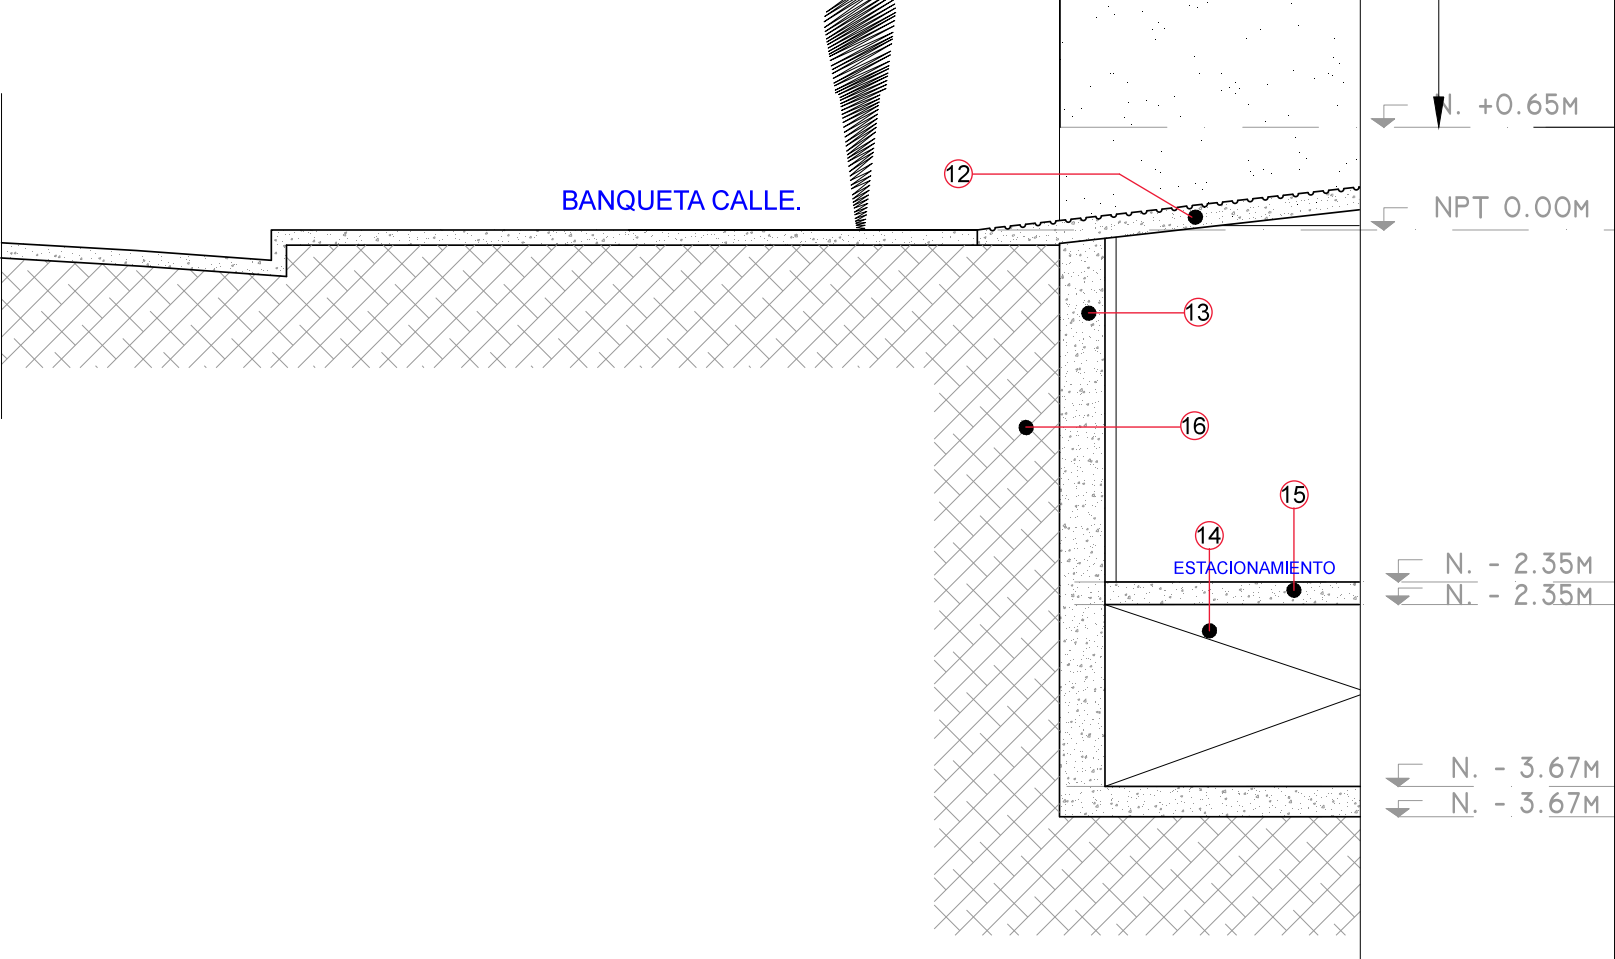 N. +0.65M
12
BANQUETA CALLE.
NPT 0.00M
13
16
15
14
ESTACIONAMIENTO
N. - 2.35M
N. - 2.35M
N. - 3.67M
N. - 3.67M